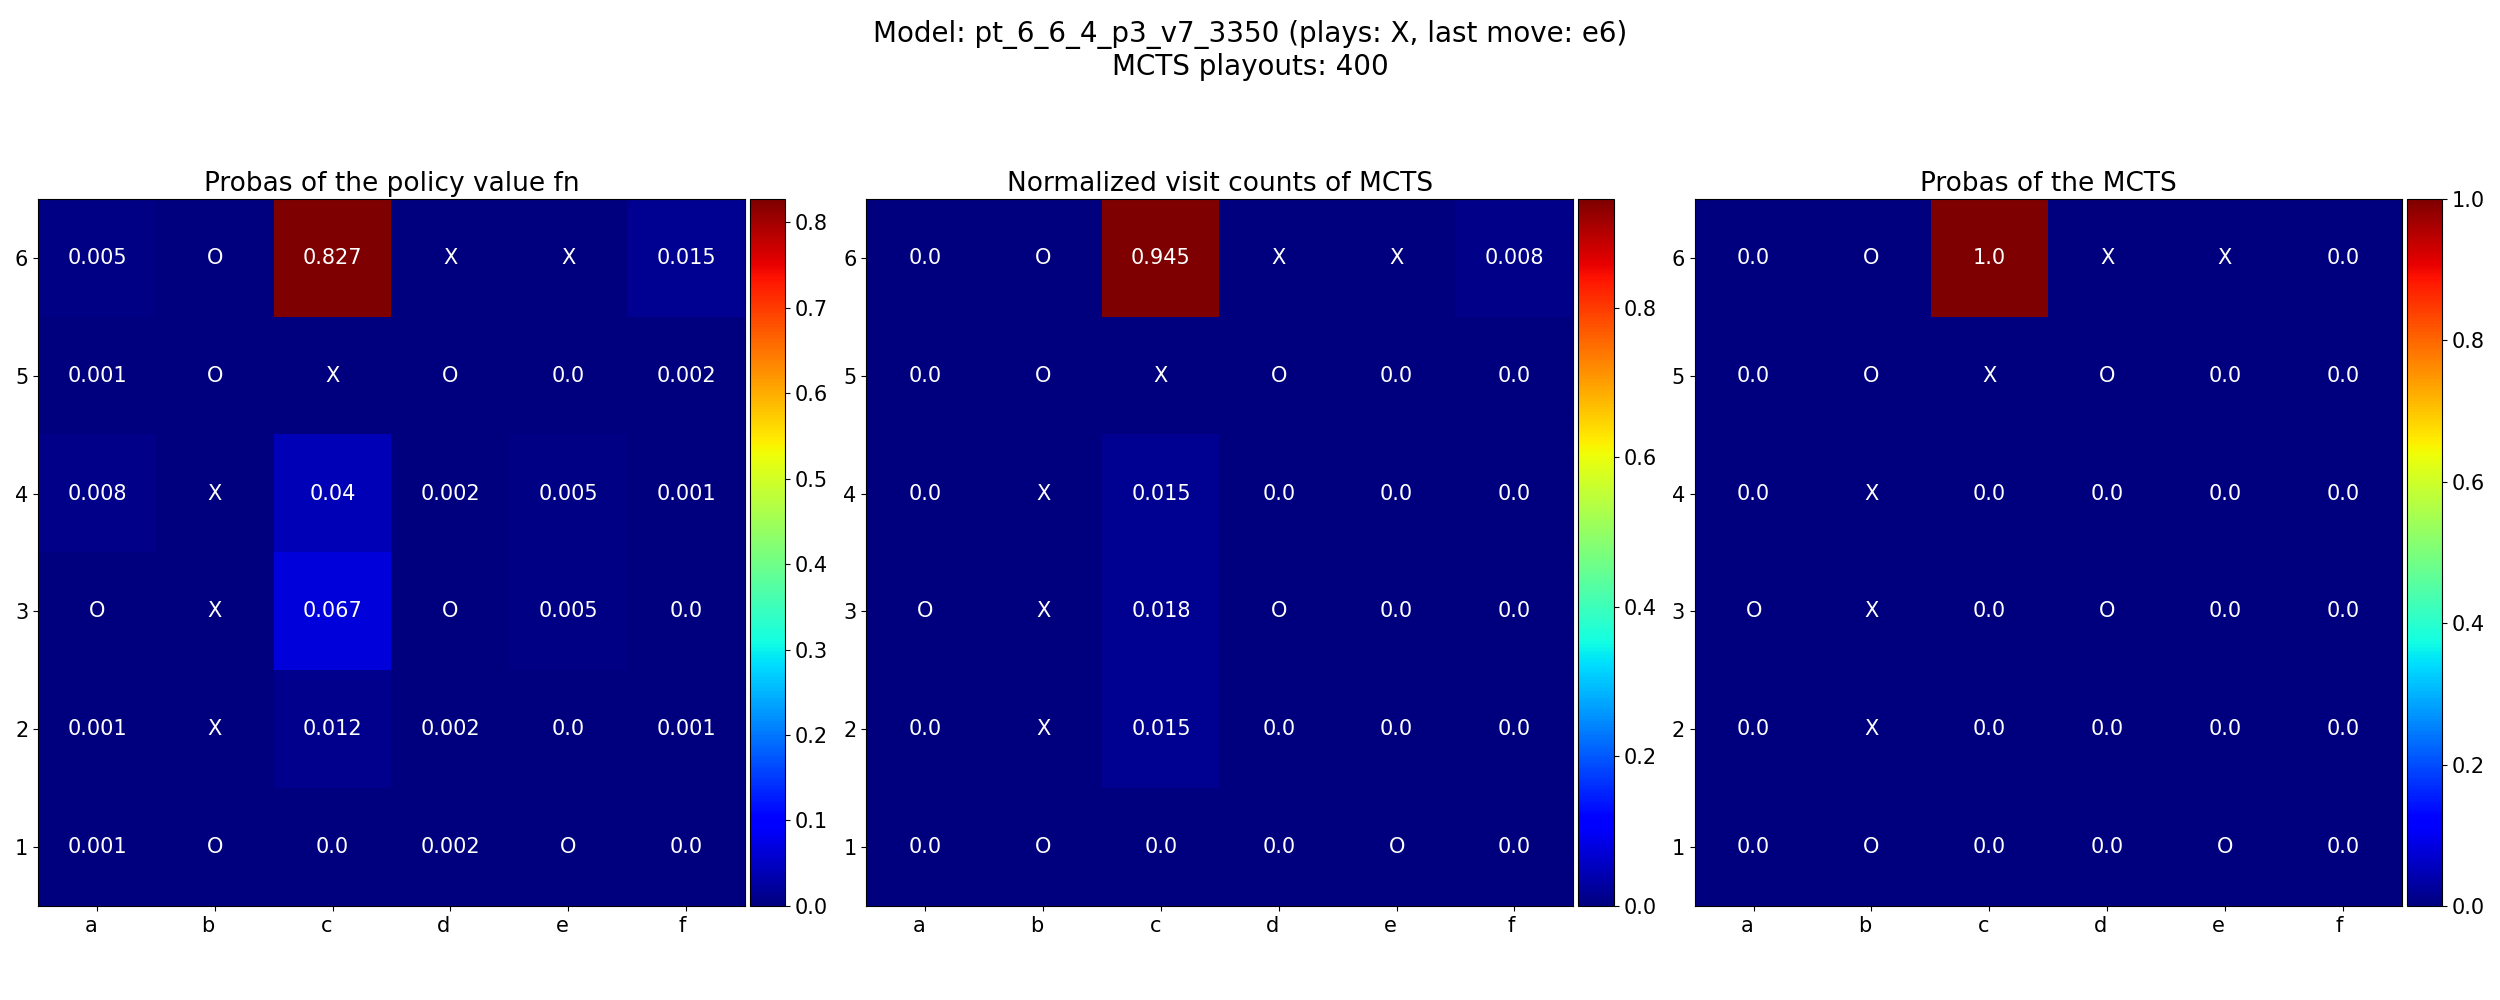 Model: pt_6_6_4_p3_v7_3350 (plays: X, last move: e6)
MCTS playouts: 400
Probas of the policy value fn
6 0.005 O 0.827 X X 0.015
5 0.001 O X O 0.0 0.002
4 0.008 X 0.04 0.002 0.005 0.001
3 O X 0.067 O 0.005 0.0
2 0.001 X 0.012 0.002 0.0 0.001
1 0.001 O 0.0 0.002 O 0.0
a b c d e f
0.8
0.7
0.6
0.5
0.4
0.3
0.2
0.1
0.0
Normalized visit counts of MCTS
6 0.0 O 0.945 X X 0.008
5 0.0 O X O 0.0 0.0
4 0.0 X 0.015 0.0 0.0 0.0
3 O X 0.018 O 0.0 0.0
2 0.0 X 0.015 0.0 0.0 0.0
1 0.0 O 0.0 0.0 O 0.0
a b c d e f
0.8
0.6
0.4
0.2
0.0
Probas of the MCTS
6 0.0 O 1.0 X X 0.0
5 0.0 O X O 0.0 0.0
4 0.0 X 0.0 0.0 0.0 0.0
3 O X 0.0 O 0.0 0.0
2 0.0 X 0.0 0.0 0.0 0.0
1 0.0 O 0.0 0.0 O 0.0
a b c d e f
1.0
0.8
0.6
0.4
0.2
0.0